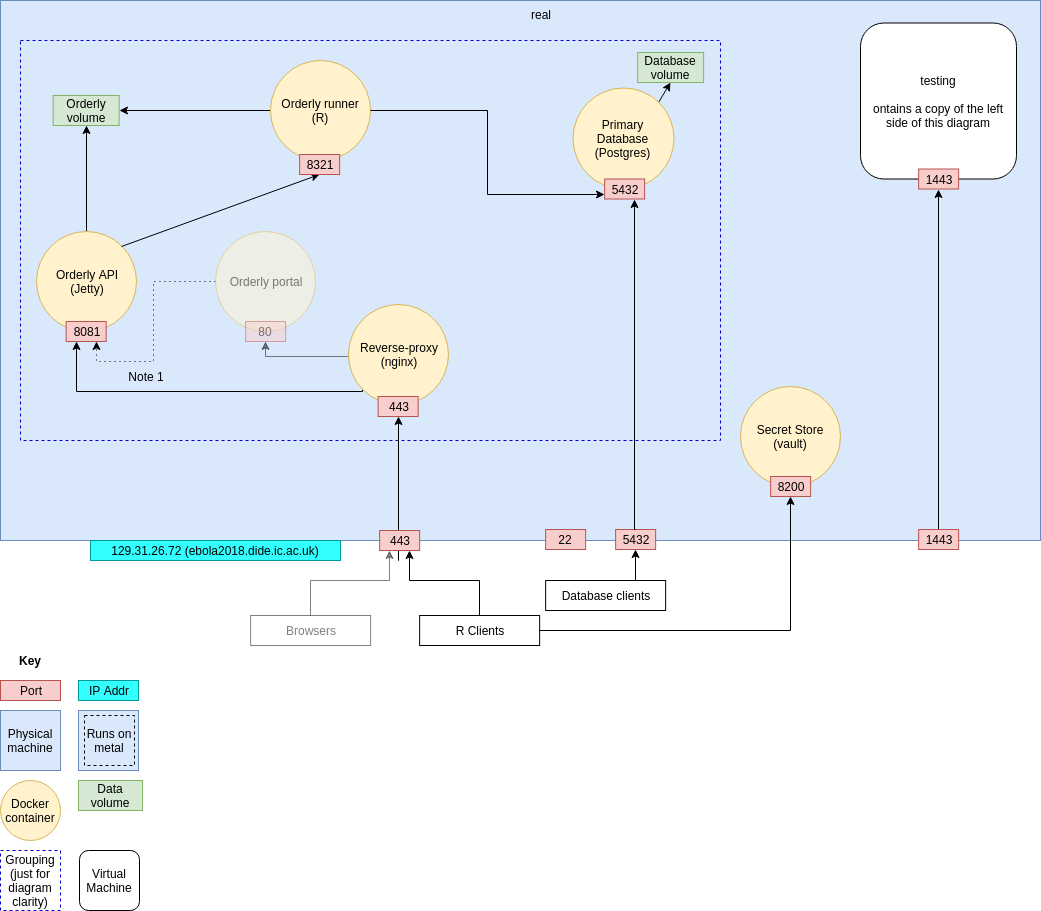 real
Orderly
volume
Orderly runner
(R)
8321
Database
volume
Primary
Database
(Postgres)
5432
testing
ontains a copy of the left
side of this diagram
1443
Orderly API
(Jetty)
8081
Orderly portal
80
Note 1
Reverse-proxy
(nginx)
443
Secret Store
(vault)
8200
129.31.26.72 (ebola2018.dide.ic.ac.uk)
443
22
5432
1443
Browsers
R Clients
Database clients
Key
Port
IP Addr
Physical
machine
Runs on
metal
Docker
container
Data
volume
Grouping
(just for
diagram
clarity)
Virtual
Machine